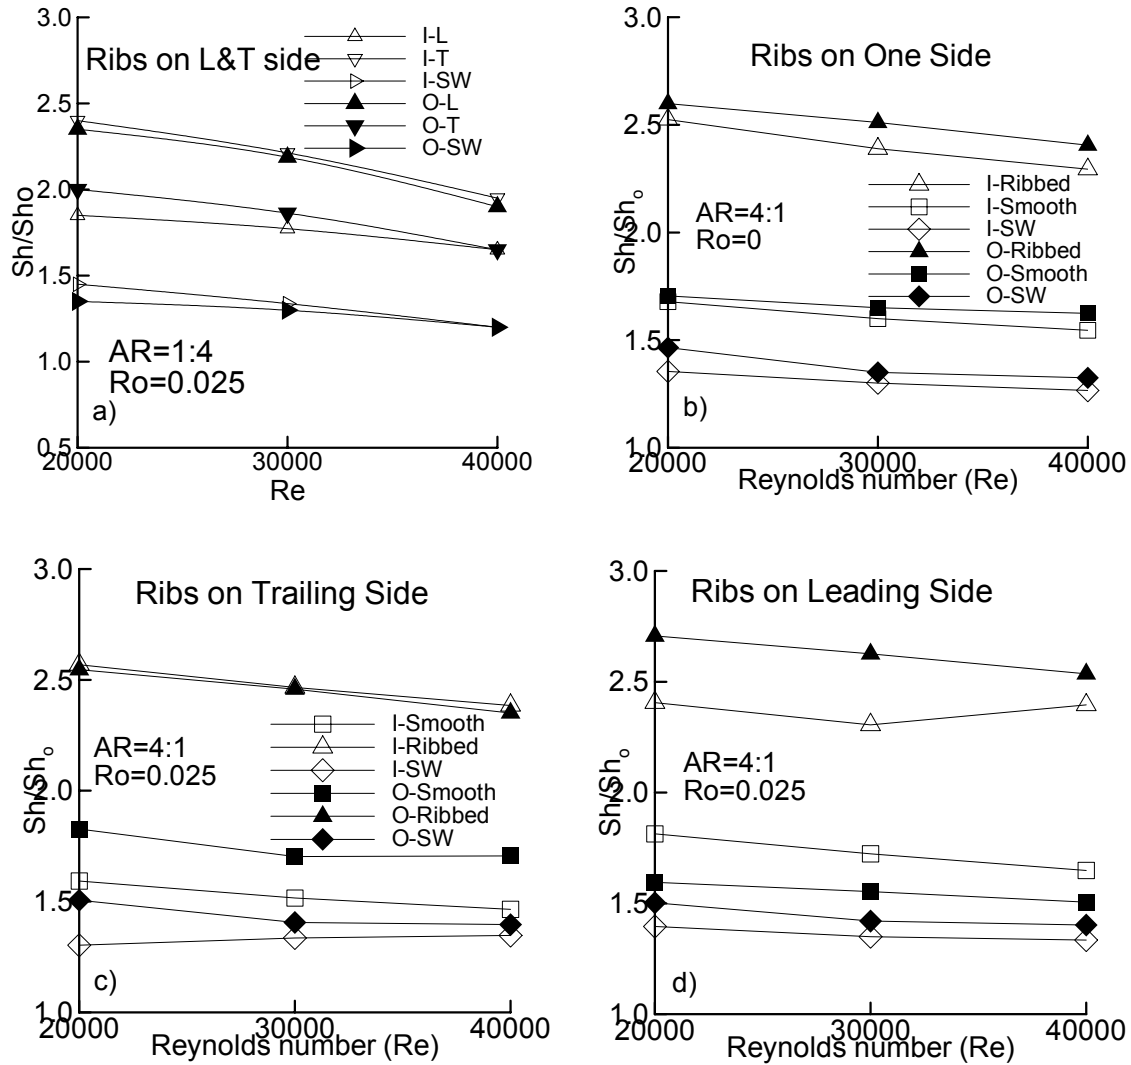 3.0
2.5
2.0
1.5
1.0
0.5
Sh/Sho
Ribs on L&T side
I-L
I-T
I-SW
O-L
O-T
O-SW
AR=1:4
Ro=0.025
a)
20000
30000
40000
Re
3.0
2.5
2.0
1.5
1.0
Sh/Sho
Ribs on One Side
AR=4:1
Ro=0
I-Ribbed
I-Smooth
I-SW
O-Ribbed
O-Smooth
O-SW
b)
20000
30000
40000
Reynolds number (Re)
3.0
2.5
2.0
1.5
1.0
Sh/Sho
Ribs on Trailing Side
AR=4:1
Ro=0.025
I-Smooth
I-Ribbed
I-SW
O-Smooth
O-Ribbed
O-SW
c)
20000
30000
40000
Reynolds number (Re)
3.0
2.5
2.0
1.5
1.0
Sh/Sho
Ribs on Leading Side
AR=4:1
Ro=0.025
d)
20000
30000
40000
Reynolds number (Re)